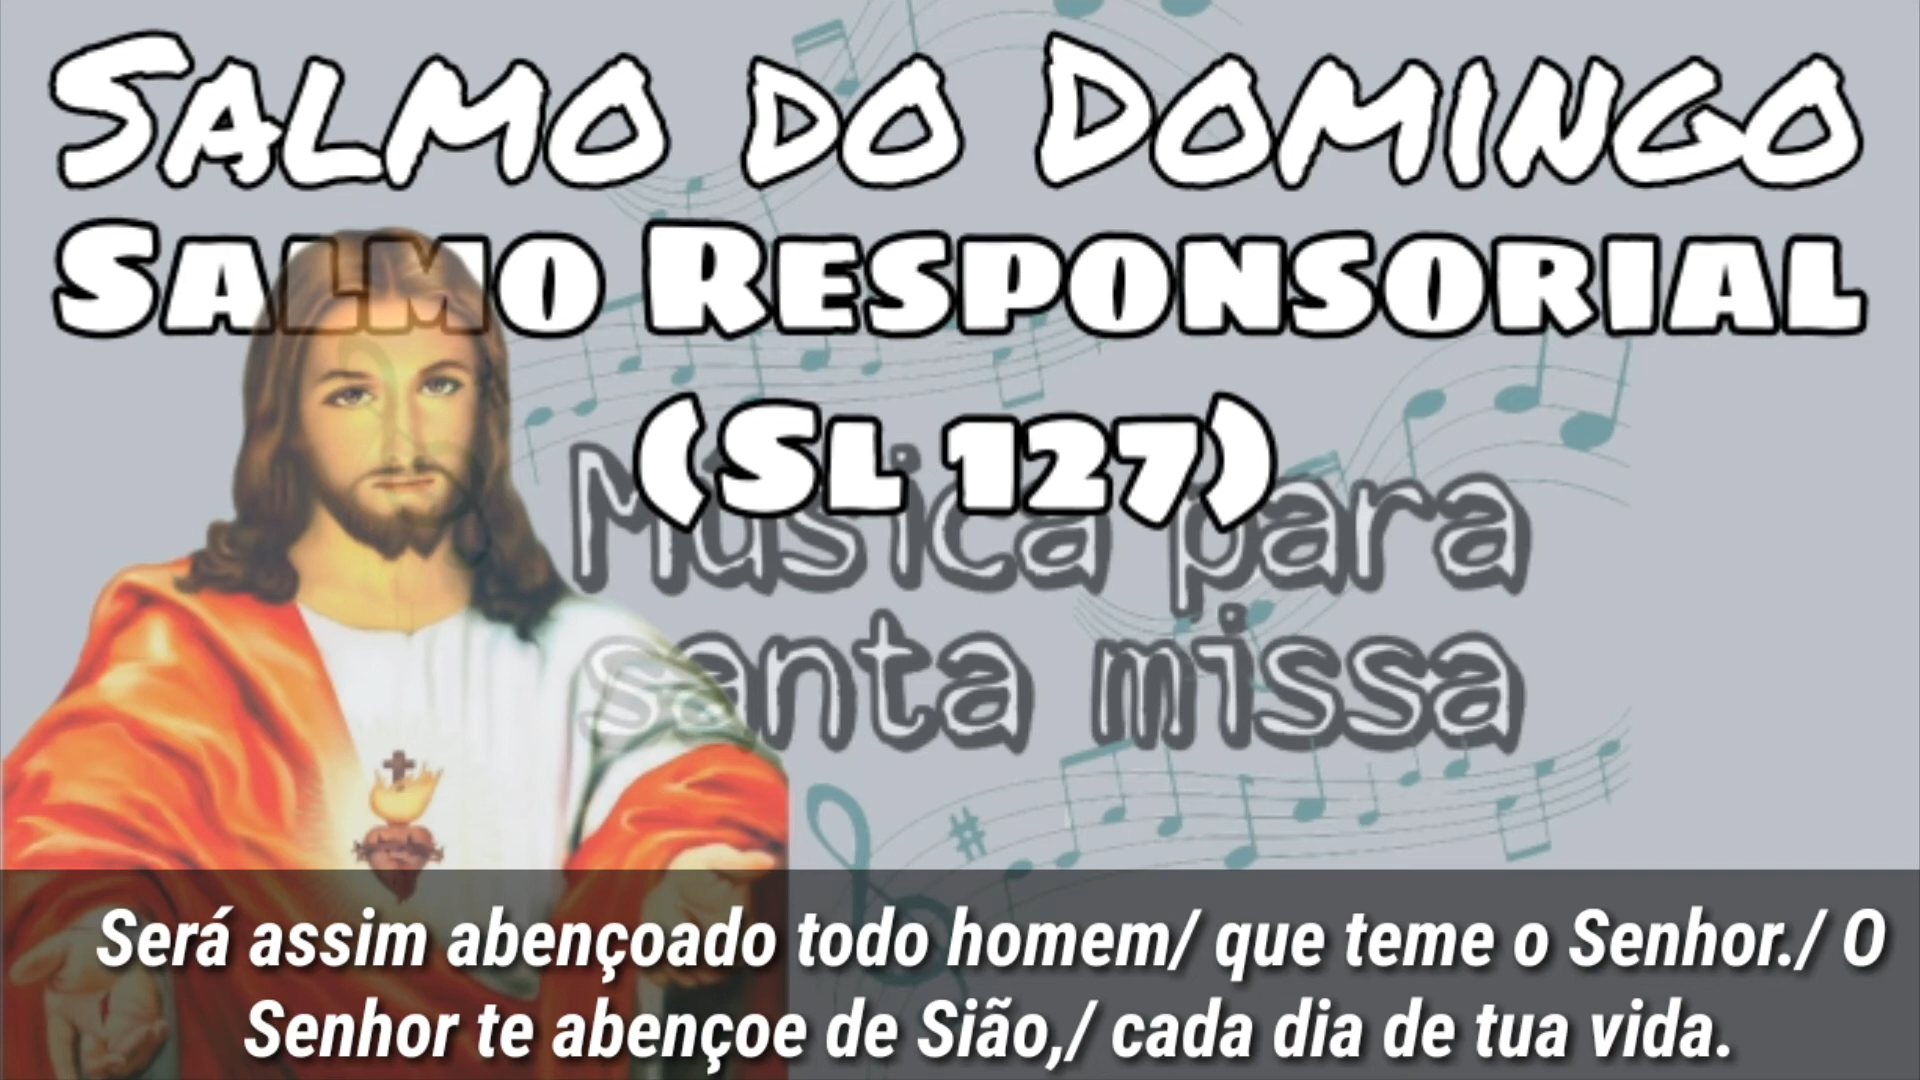 Salmo do Domingo
Salmo Responsorial
(Sl 127)
Música para
santa missa
Será assim abençoado todo homem/ que teme o Senhor./ O
Senhor te abençoe de Sião,/ cada dia de tua vida.